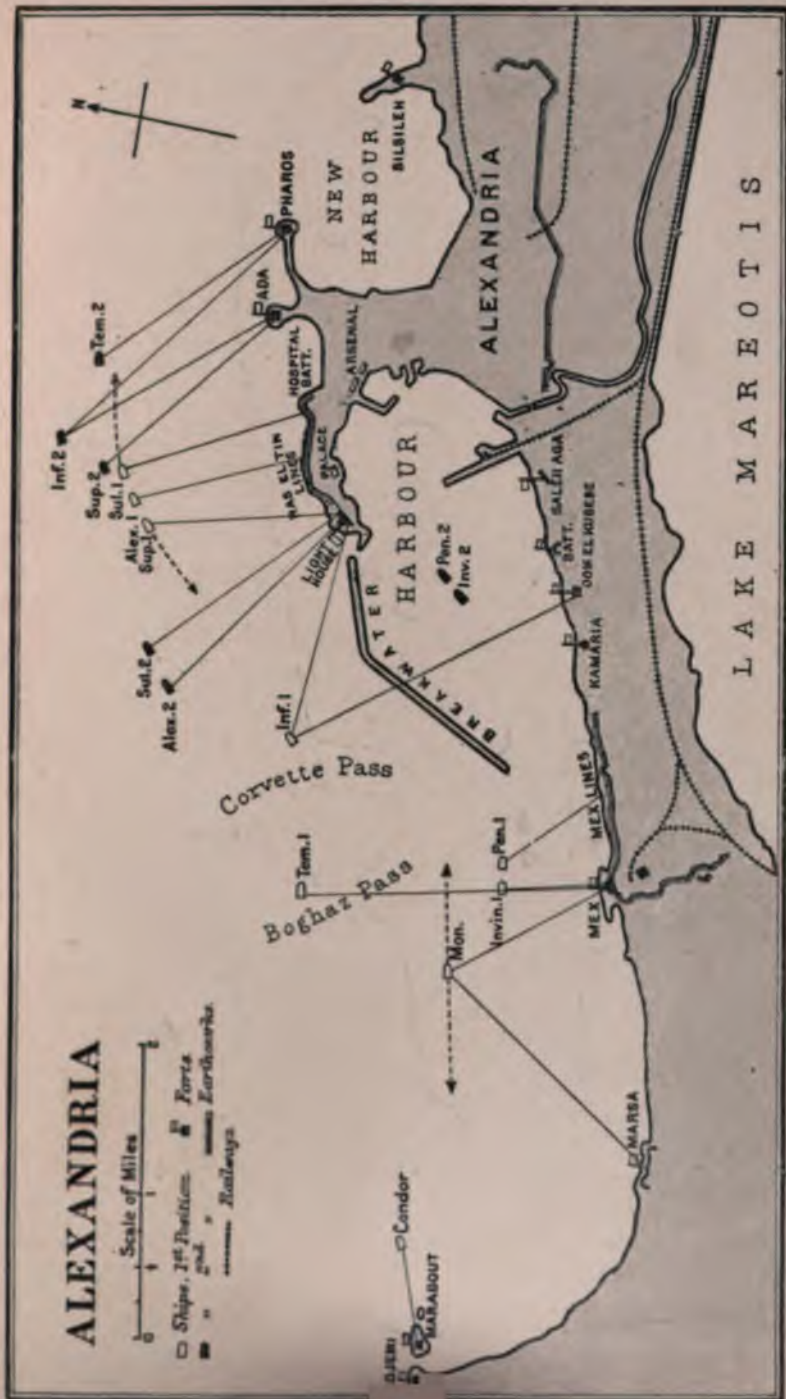 ALEXANDRIA
Scale of Miles
0 1 2
Ships. 1st Position. Forts
" 2nd " Earthworks.
Railways
N
Inf.2
Tem.2
Sup.2
Sul.1
Alex.1
Sup.1
Sul.2
Alex.2
Inf.1
Corvette Pass
Tem.1
Boghaz Pass
Mon.
Invin.1
Pen.1
Condor
DJERI
MARABOUT
MARSA
MEX
MEX LINES
KAMARIA
OOM EL KUBEBE
BATT.
SALEH AGA
BREAKWATER
HARBOUR
Pen.2
Inv.2
LIGHT
HOUSE
RAS EL TIN
LINES
PALACE
HOSPITAL
BATT.
ARSENAL
ADA
PHAROS
NEW
HARBOUR
SILSILEH
ALEXANDRIA
LAKE MAREOTIS